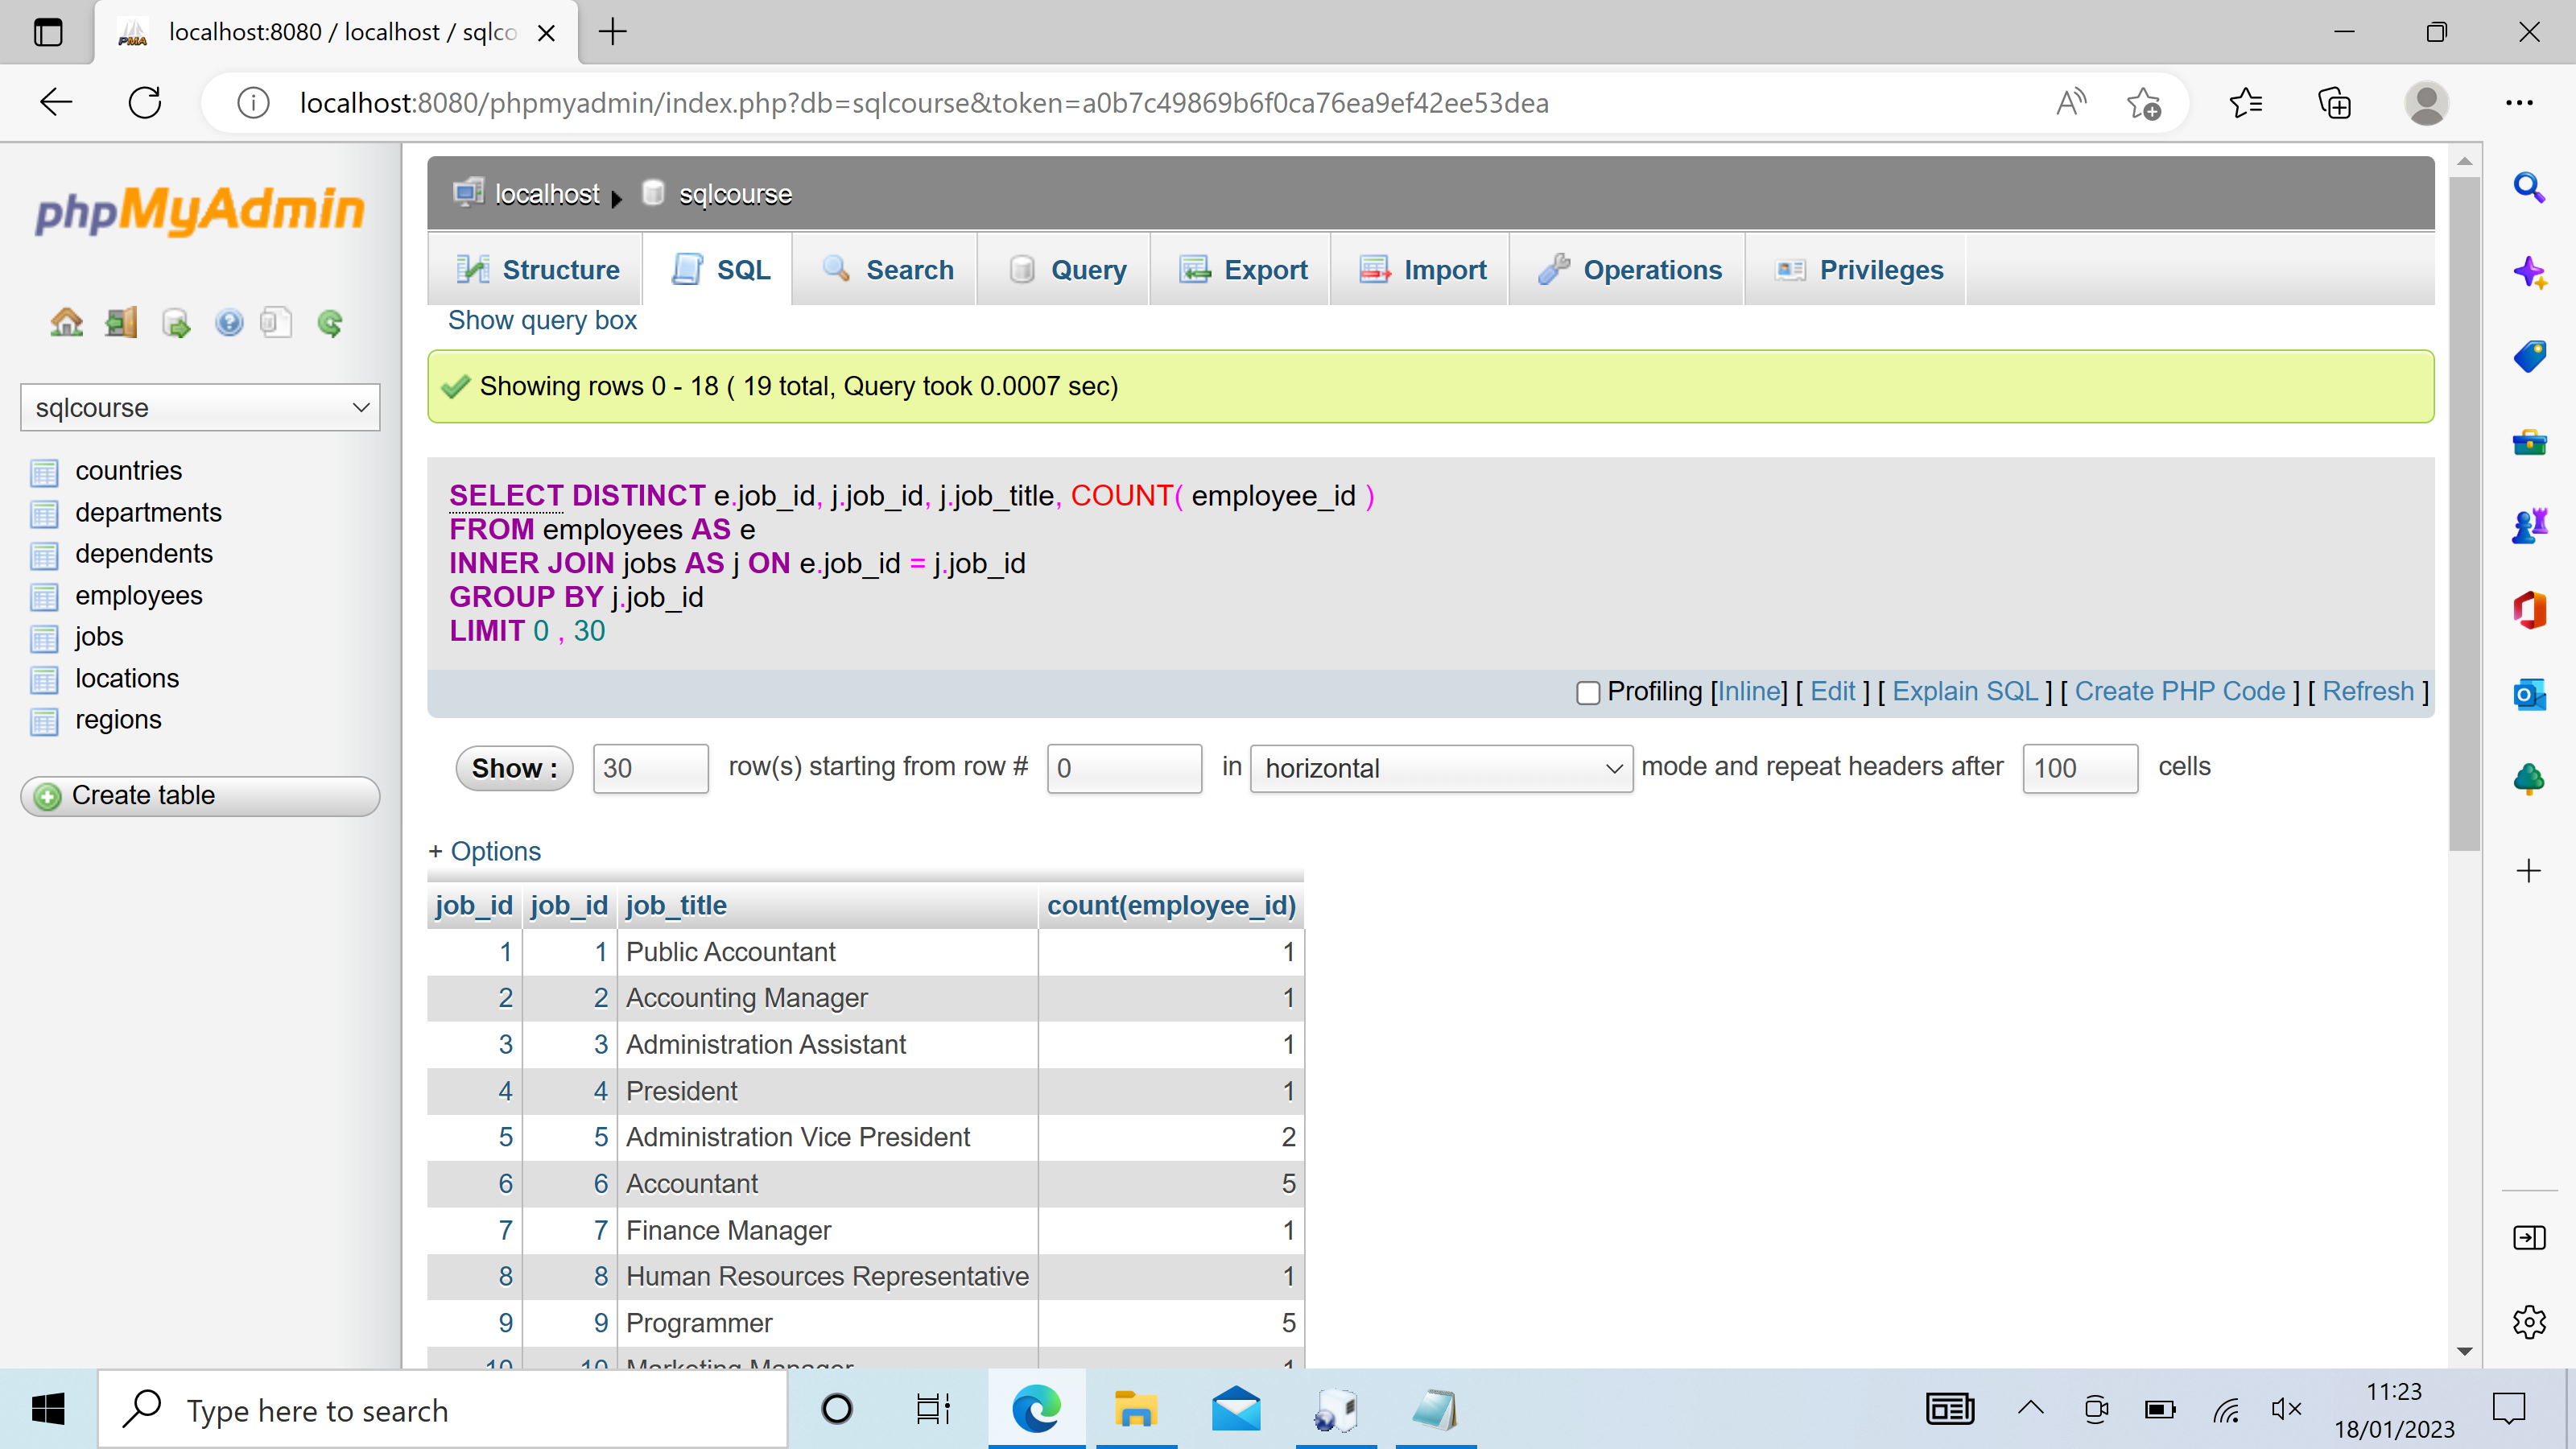 localhost:8080 / localhost / sqlco
localhost:8080/phpmyadmin/index.php?db=sqlcourse&token=a0b7c49869b6f0ca76ea9ef42ee53dea
phpMyAdmin
sqlcourse
countries
departments
dependents
employees
jobs
locations
regions
Create table
localhost sqlcourse
Structure SQL Search Query Export Import Operations Privileges
Show query box
Showing rows 0 - 18 ( 19 total, Query took 0.0007 sec)
SELECT DISTINCT e.job_id, j.job_id, j.job_title, COUNT( employee_id )
FROM employees AS e
INNER JOIN jobs AS j ON e.job_id = j.job_id
GROUP BY j.job_id
LIMIT 0 , 30
Profiling [Inline] [ Edit ] [ Explain SQL ] [ Create PHP Code ] [ Refresh ]
Show : 30 row(s) starting from row # 0 in horizontal mode and repeat headers after 100 cells
+ Options
job_id job_id job_title count(employee_id)
1 1 Public Accountant 1
2 2 Accounting Manager 1
3 3 Administration Assistant 1
4 4 President 1
5 5 Administration Vice President 2
6 6 Accountant 5
7 7 Finance Manager 1
8 8 Human Resources Representative 1
9 9 Programmer 5
10 10 Marketing Manager 1
Type here to search
11:23
18/01/2023